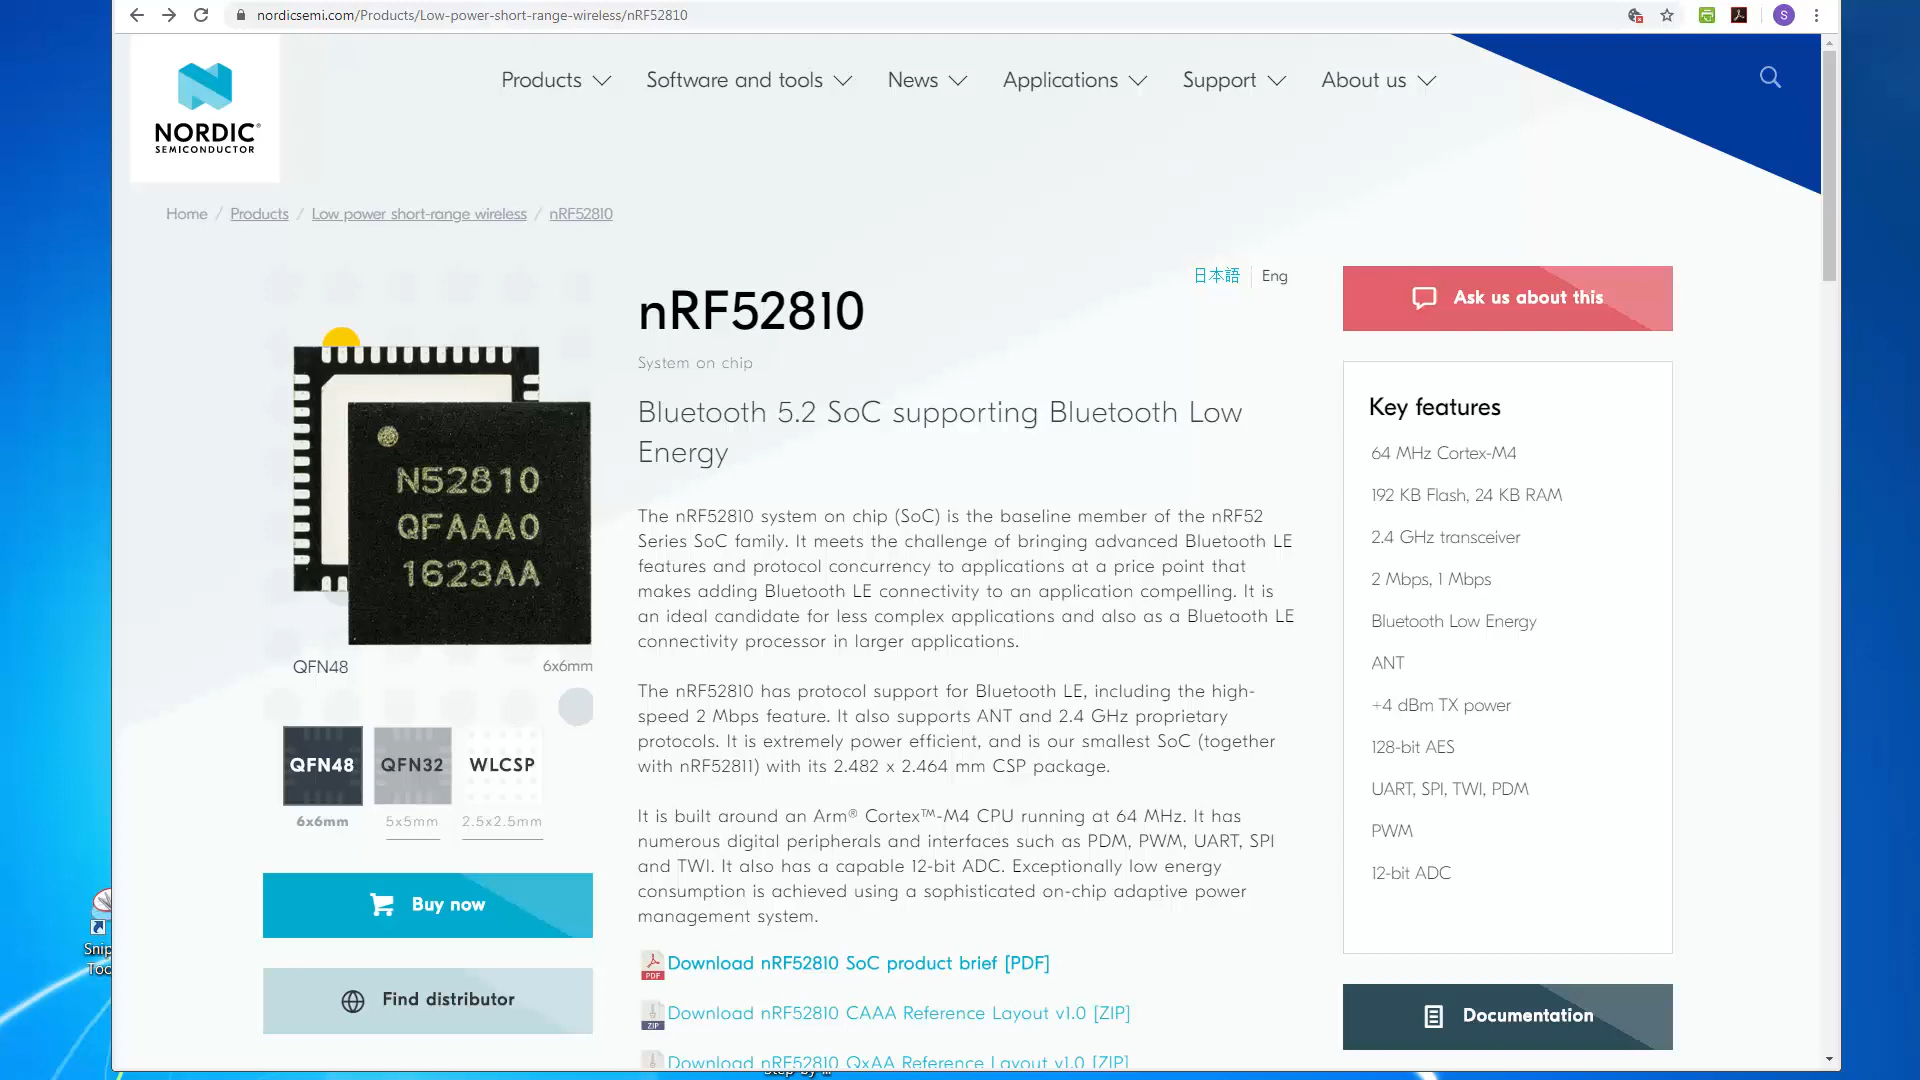 nordicsemi.com/Products/Low-power-short-range-wireless/nRF52810
S
NORDIC®
SEMICONDUCTOR
Products
Software and tools
News
Applications
Support
About us
Home / Products / Low power short-range wireless / nRF52810
日本語 | Eng
nRF52810
System on chip
Bluetooth 5.2 SoC supporting Bluetooth Low
Energy
The nRF52810 system on chip (SoC) is the baseline member of the nRF52
Series SoC family. It meets the challenge of bringing advanced Bluetooth LE
features and protocol concurrency to applications at a price point that
makes adding Bluetooth LE connectivity to an application compelling. It is
an ideal candidate for less complex applications and also as a Bluetooth LE
connectivity processor in larger applications.
The nRF52810 has protocol support for Bluetooth LE, including the high-
speed 2 Mbps feature. It also supports ANT and 2.4 GHz proprietary
protocols. It is extremely power efficient, and is our smallest SoC (together
with nRF52811) with its 2.482 x 2.464 mm CSP package.
It is built around an Arm® Cortex™-M4 CPU running at 64 MHz. It has
numerous digital peripherals and interfaces such as PDM, PWM, UART, SPI
and TWI. It also has a capable 12-bit ADC. Exceptionally low energy
consumption is achieved using a sophisticated on-chip adaptive power
management system.
PDF
Download nRF52810 SoC product brief [PDF]
ZIP
Download nRF52810 CAAA Reference Layout v1.0 [ZIP]
Download nRF52810 QxAA Reference Layout v1.0 [ZIP]
N52810
QFAAA0
1623AA
QFN48
6x6mm
QFN48
QFN32
WLCSP
6x6mm
5x5mm
2.5x2.5mm
Buy now
Find distributor
Ask us about this
Key features
64 MHz Cortex-M4
192 KB Flash, 24 KB RAM
2.4 GHz transceiver
2 Mbps, 1 Mbps
Bluetooth Low Energy
ANT
+4 dBm TX power
128-bit AES
UART, SPI, TWI, PDM
PWM
12-bit ADC
Documentation
Snip
Too